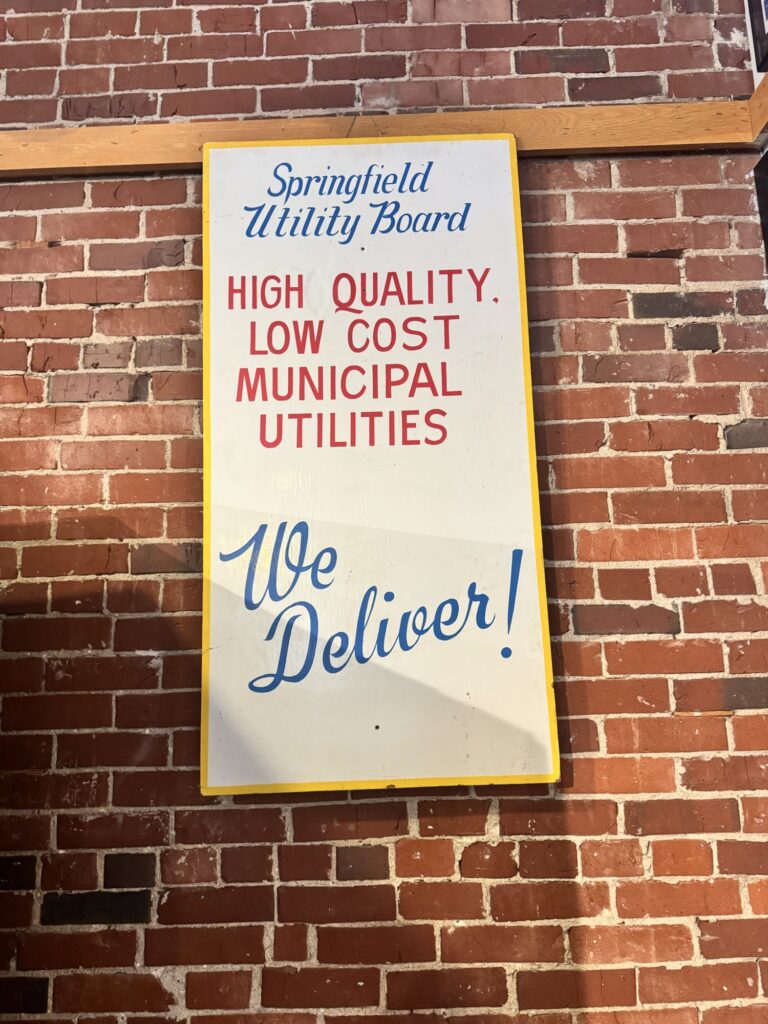 Springfield
Utility Board
HIGH QUALITY.
LOW COST
MUNICIPAL
UTILITIES
We
Deliver!